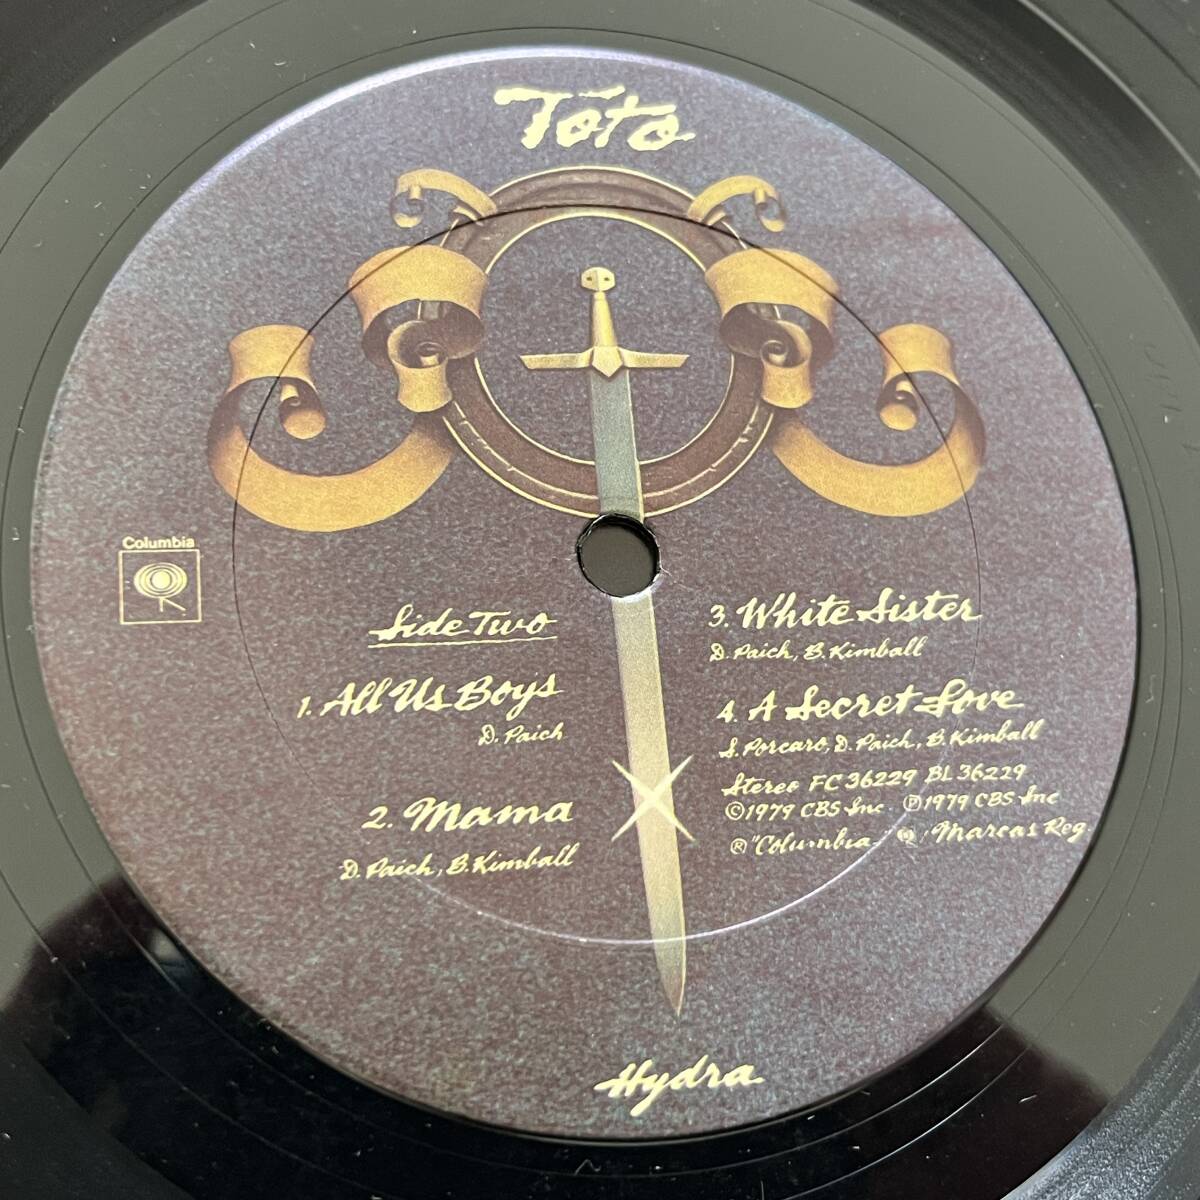 Toto
Columbia
Side Two
1. All Us Boys
D. Paich
2. Mama
D. Paich, B. Kimball
3. White Sister
D. Paich, B. Kimball
4. A Secret Love
S. Porcaro, D. Paich, B. Kimball
Stereo FC 36229 BL 36229
©1979 CBS Inc. ℗1979 CBS Inc
® "Columbia," Marcas Reg.
Hydra